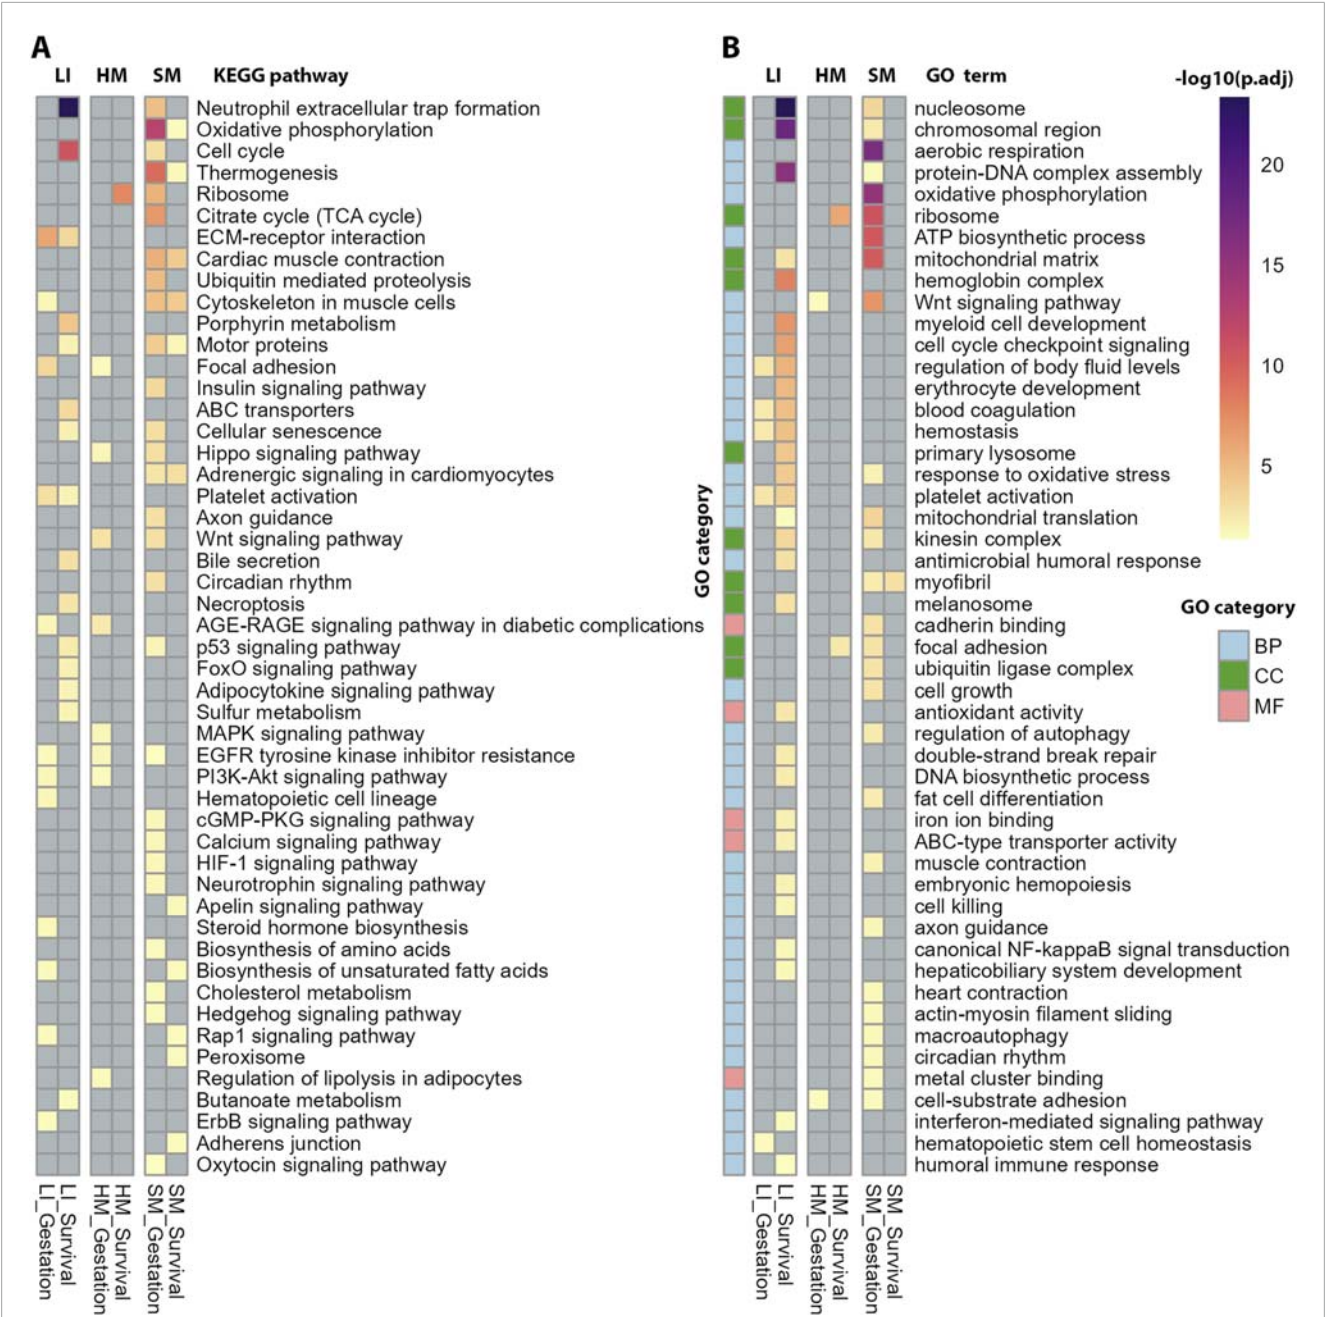 A
LI HM SM KEGG pathway
Neutrophil extracellular trap formation
Oxidative phosphorylation
Cell cycle
Thermogenesis
Ribosome
Citrate cycle (TCA cycle)
ECM-receptor interaction
Cardiac muscle contraction
Ubiquitin mediated proteolysis
Cytoskeleton in muscle cells
Porphyrin metabolism
Motor proteins
Focal adhesion
Insulin signaling pathway
ABC transporters
Cellular senescence
Hippo signaling pathway
Adrenergic signaling in cardiomyocytes
Platelet activation
Axon guidance
Wnt signaling pathway
Bile secretion
Circadian rhythm
Necroptosis
AGE-RAGE signaling pathway in diabetic complications
p53 signaling pathway
FoxO signaling pathway
Adipocytokine signaling pathway
Sulfur metabolism
MAPK signaling pathway
EGFR tyrosine kinase inhibitor resistance
PI3K-Akt signaling pathway
Hematopoietic cell lineage
cGMP-PKG signaling pathway
Calcium signaling pathway
HIF-1 signaling pathway
Neurotrophin signaling pathway
Apelin signaling pathway
Steroid hormone biosynthesis
Biosynthesis of amino acids
Biosynthesis of unsaturated fatty acids
Cholesterol metabolism
Hedgehog signaling pathway
Rap1 signaling pathway
Peroxisome
Regulation of lipolysis in adipocytes
Butanoate metabolism
ErbB signaling pathway
Adherens junction
Oxytocin signaling pathway
LI_Gestation
LI_Survival
HM_Gestation
HM_Survival
SM_Gestation
SM_Survival
B
LI HM SM GO term
GO category
nucleosome
chromosomal region
aerobic respiration
protein-DNA complex assembly
oxidative phosphorylation
ribosome
ATP biosynthetic process
mitochondrial matrix
hemoglobin complex
Wnt signaling pathway
myeloid cell development
cell cycle checkpoint signaling
regulation of body fluid levels
erythrocyte development
blood coagulation
hemostasis
primary lysosome
response to oxidative stress
platelet activation
mitochondrial translation
kinesin complex
antimicrobial humoral response
myofibril
melanosome
cadherin binding
focal adhesion
ubiquitin ligase complex
cell growth
antioxidant activity
regulation of autophagy
double-strand break repair
DNA biosynthetic process
fat cell differentiation
iron ion binding
ABC-type transporter activity
muscle contraction
embryonic hemopoiesis
cell killing
axon guidance
canonical NF-kappaB signal transduction
hepaticobiliary system development
heart contraction
actin-myosin filament sliding
macroautophagy
circadian rhythm
metal cluster binding
cell-substrate adhesion
interferon-mediated signaling pathway
hematopoietic stem cell homeostasis
humoral immune response
LI_Gestation
LI_Survival
HM_Gestation
HM_Survival
SM_Gestation
SM_Survival
-log10(p.adj)
20
15
10
5
GO category
BP
CC
MF